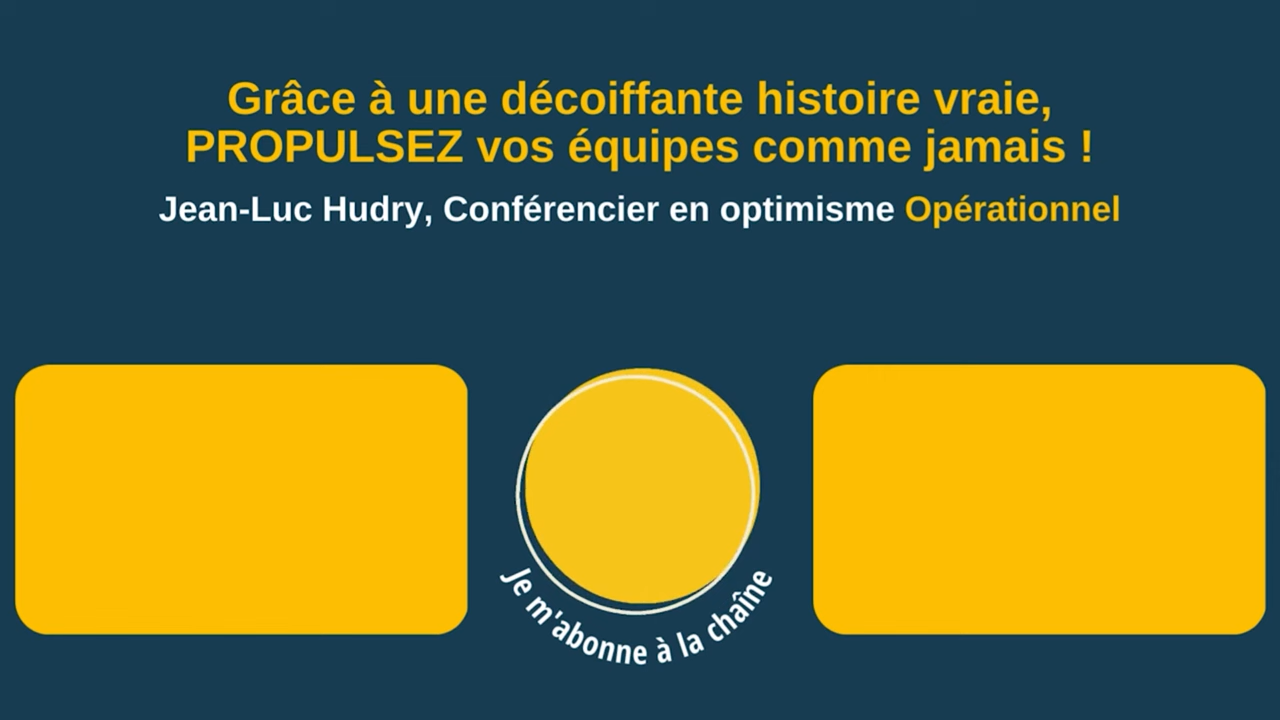 Grâce à une décoiffante histoire vraie,
PROPULSEZ vos équipes comme jamais !
Jean-Luc Hudry, Conférencier en optimisme Opérationnel
Je m'abonne à la chaîne